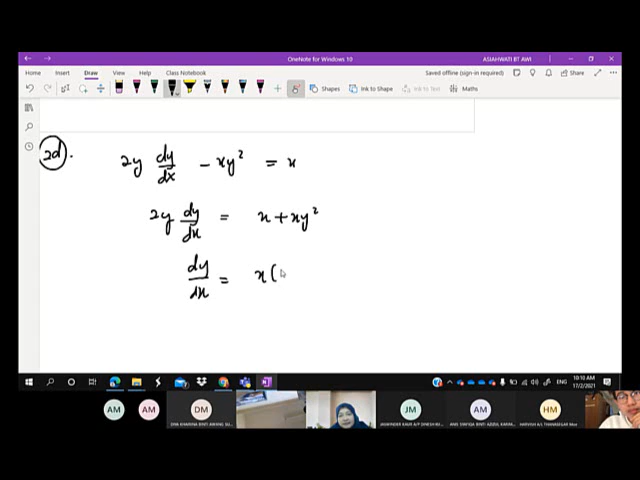 OneNote for Windows 10
ASIAHWATI BT AWI
Home Insert Draw View Help Class Notebook
Saved offline (sign-in required)
Share
Shapes
Ink to Shape
Ink to Text
Maths
2d.
2y dy/dx - xy² = x
2y dy/dx = x + xy²
dy/dx = x(
ENG
10:10 AM
17/2/2021
AM AM DM JM AM HM